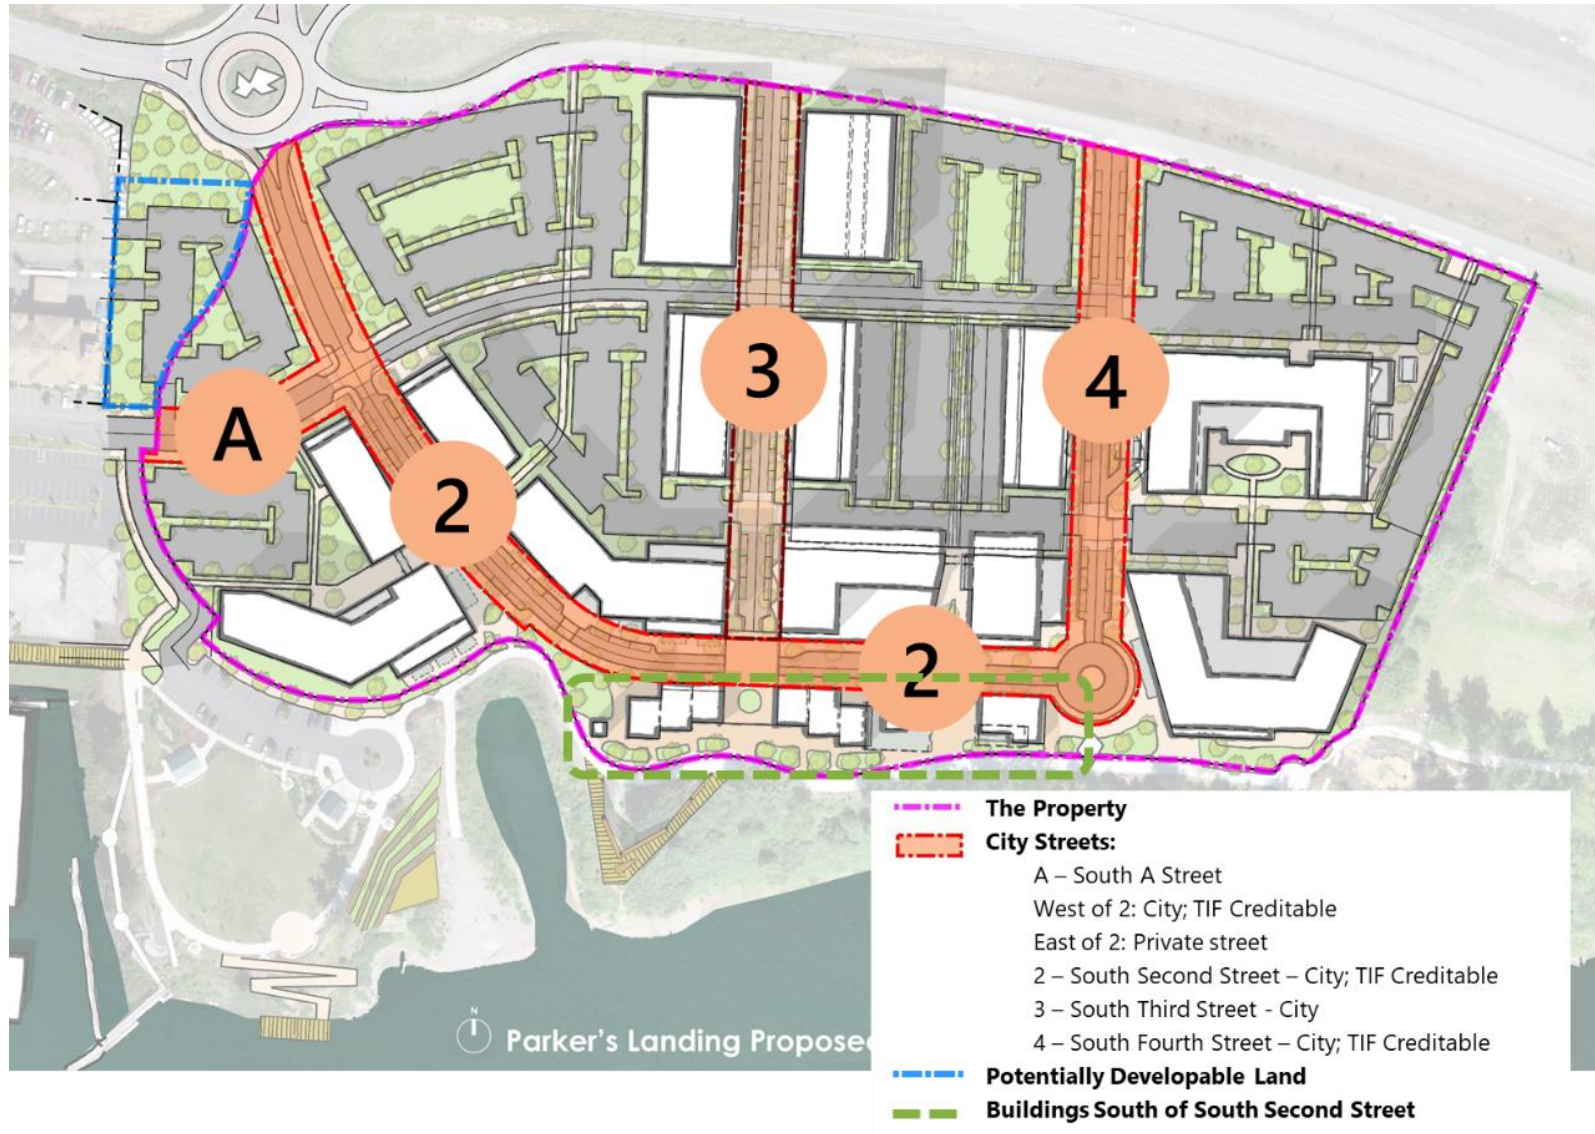 A
2
3
4
2
N
Parker's Landing Propose
The Property
City Streets:
A – South A Street
West of 2: City; TIF Creditable
East of 2: Private street
2 – South Second Street – City; TIF Creditable
3 – South Third Street - City
4 – South Fourth Street – City; TIF Creditable
Potentially Developable Land
Buildings South of South Second Street